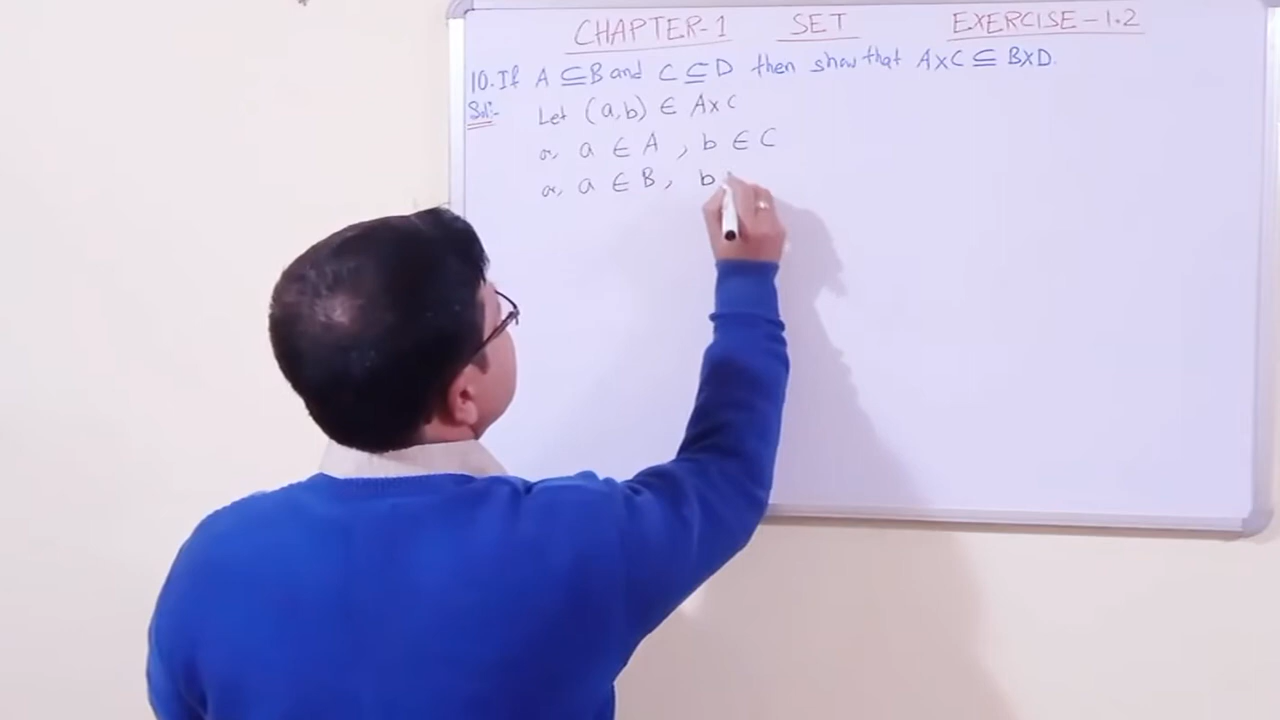 CHAPTER-1 SET EXERCISE-1.2
10. If A ⊆ B and C ⊆ D then show that A×C ⊆ B×D.
Sol:- Let (a,b) ∈ A×C
or, a ∈ A , b ∈ C
or, a ∈ B, b